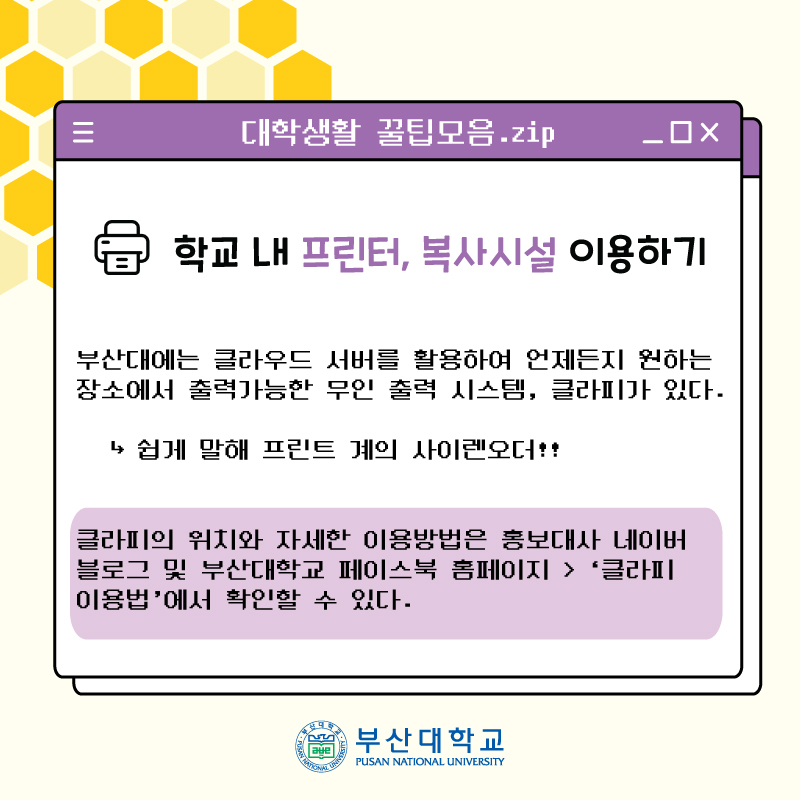 대학생활 꿀팁모음.zip
학교 내 프린터, 복사시설 이용하기
부산대에는 클라우드 서버를 활용하여 언제든지 원하는
장소에서 출력가능한 무인 출력 시스템, 클라피가 있다.
↳ 쉽게 말해 프린트 계의 사이렌오더!!
클라피의 위치와 자세한 이용방법은 홍보대사 네이버
블로그 및 부산대학교 페이스북 홈페이지 > ‘클라피
이용법’에서 확인할 수 있다.
부산대학교
PUSAN NATIONAL UNIVERSITY